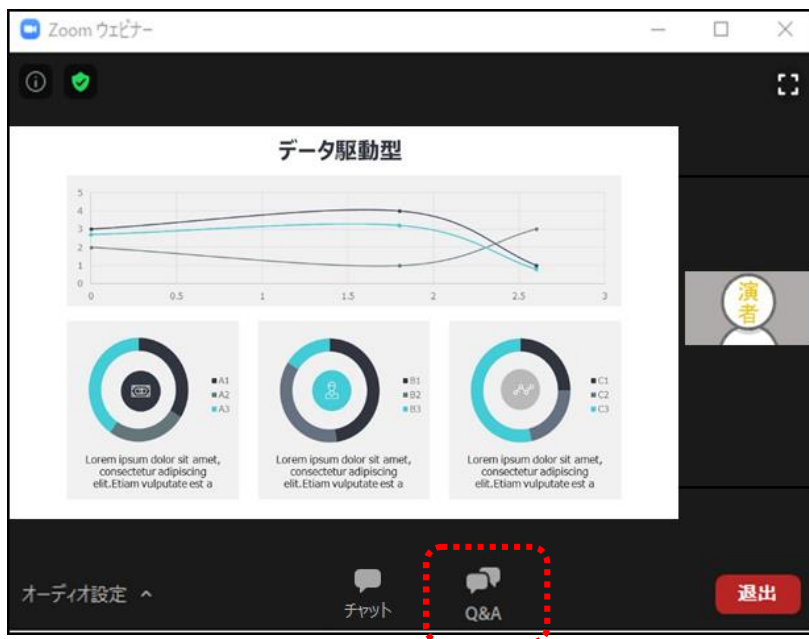 Zoom ウェビナー
データ駆動型
5
4
3
2
1
0
0
0.5
1
1.5
2
2.5
3
演者
A1
A2
A3
Lorem ipsum dolor sit amet,
consectetur adipiscing
elit.Etiam vulputate est a
B1
B2
B3
Lorem ipsum dolor sit amet,
consectetur adipiscing
elit.Etiam vulputate est a
C1
C2
C3
Lorem ipsum dolor sit amet,
consectetur adipiscing
elit.Etiam vulputate est a
オーディオ設定
チャット
Q&A
退出